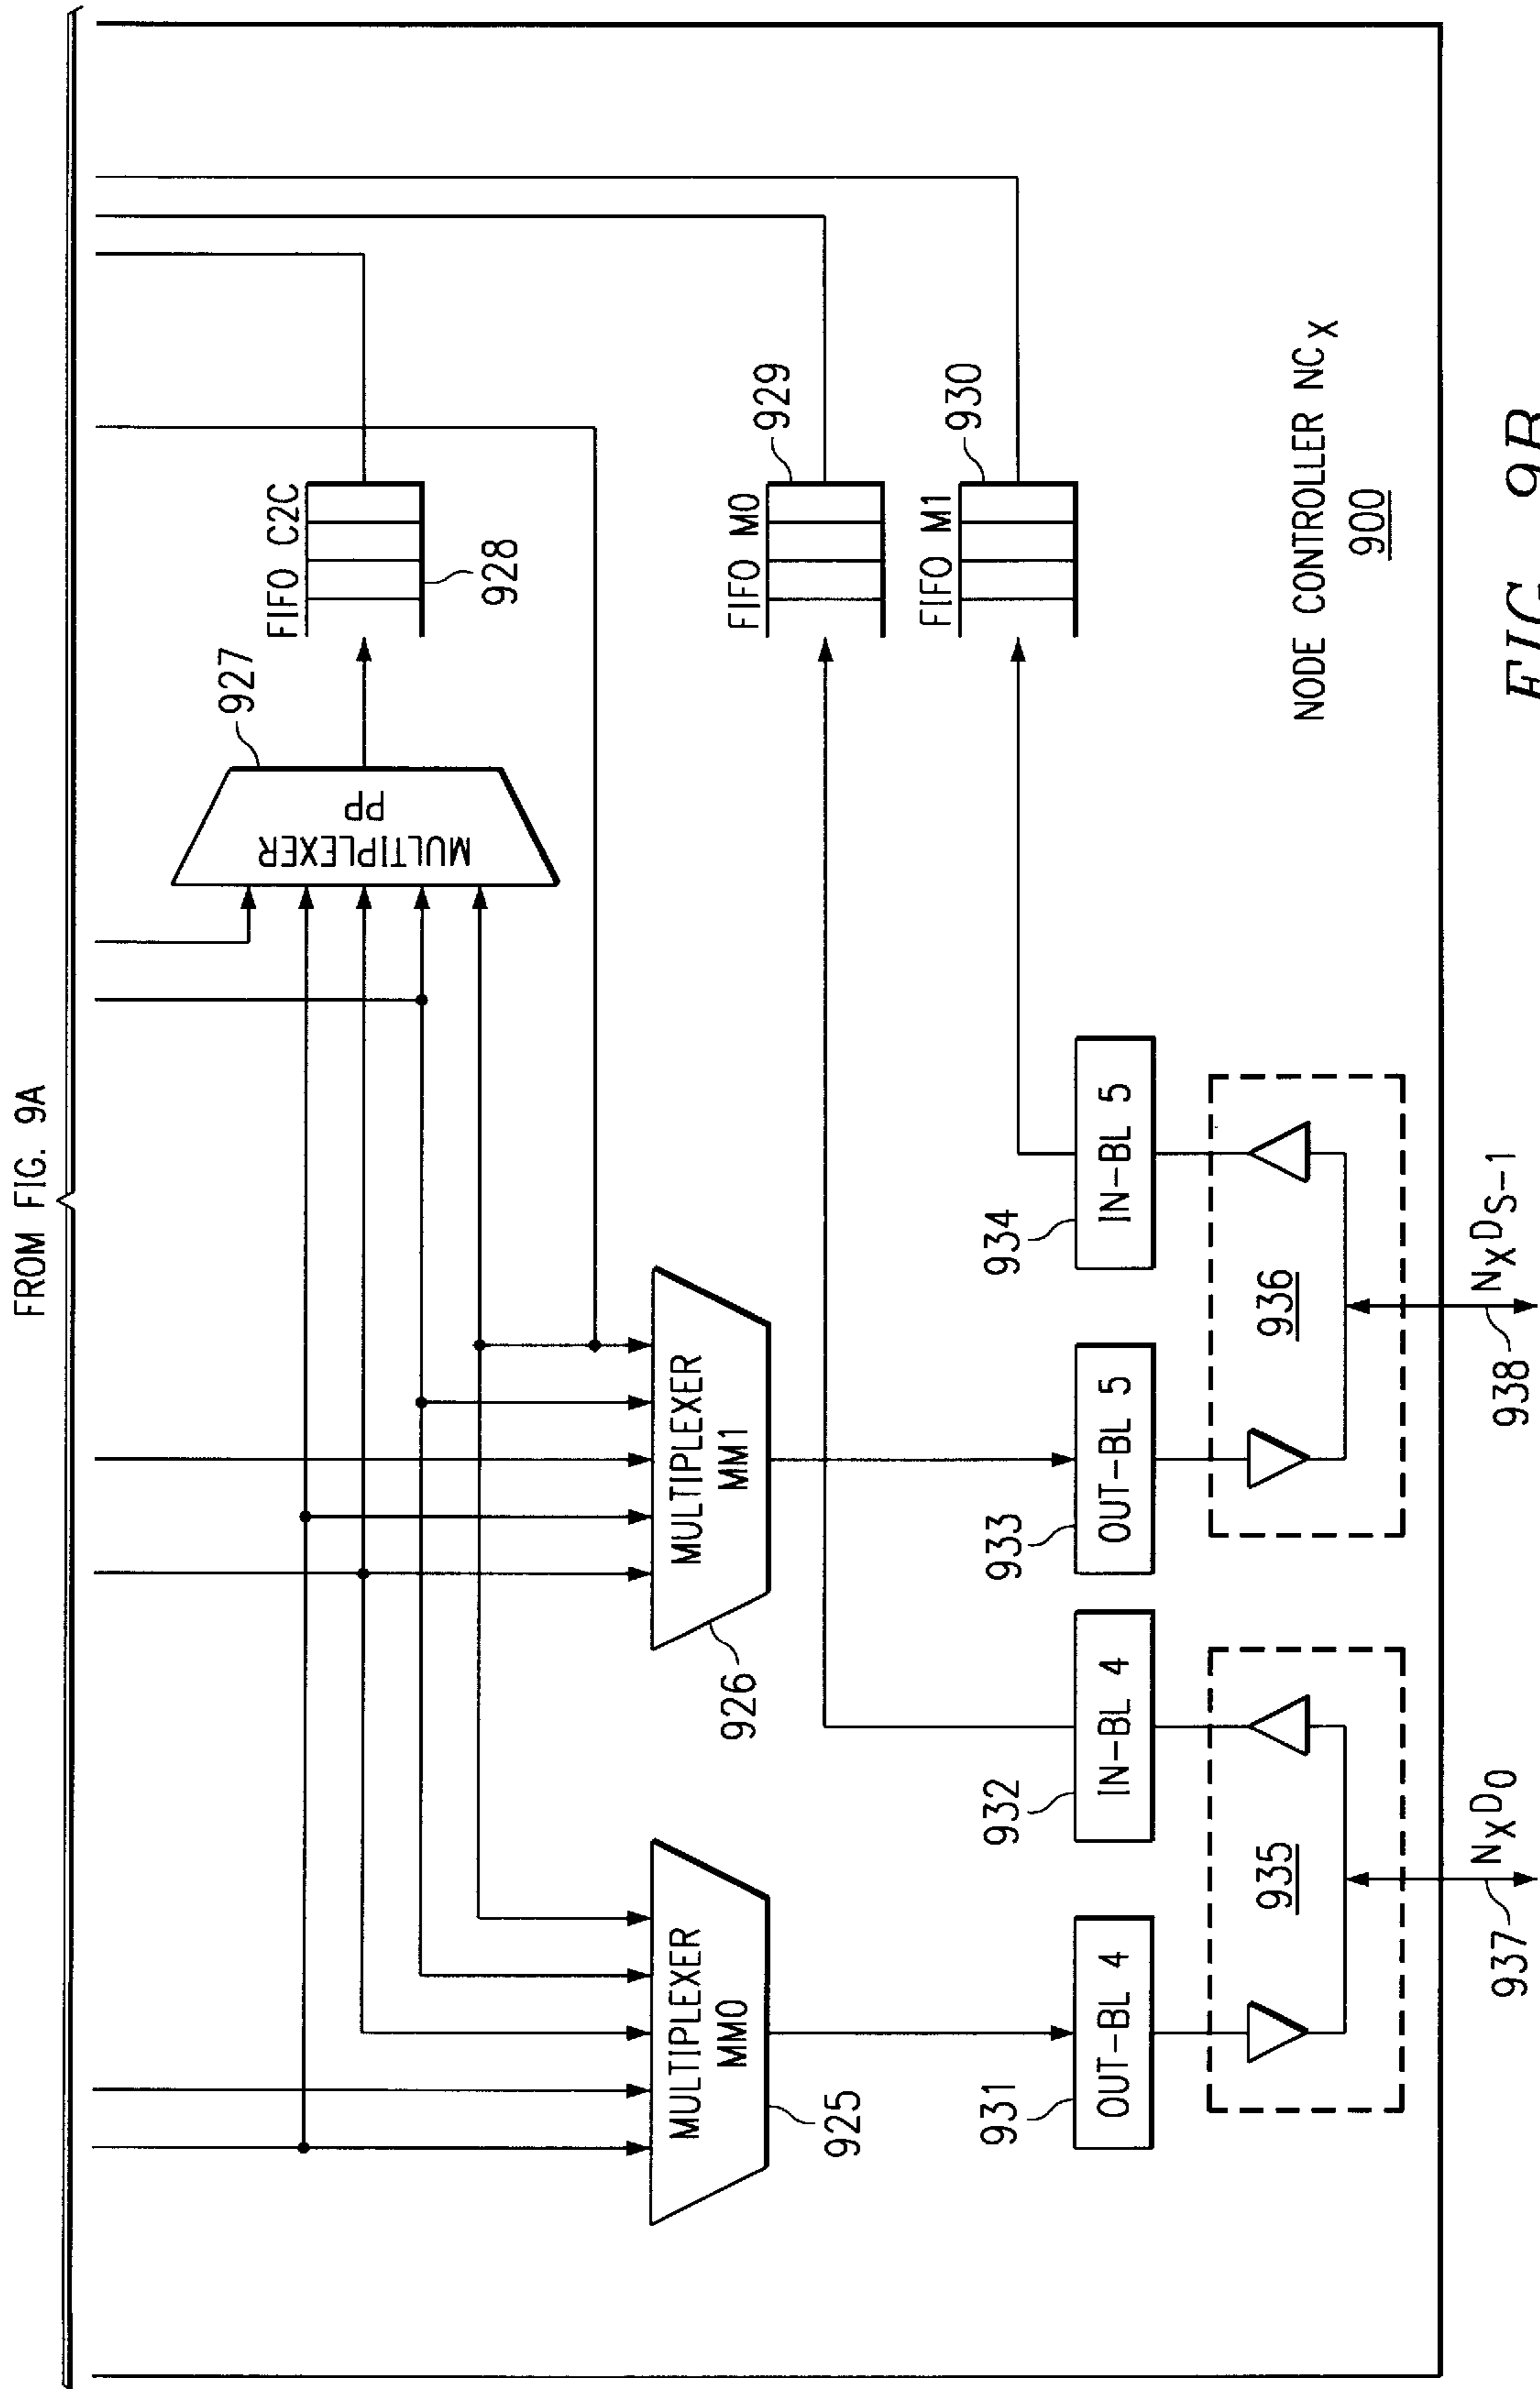 FROM FIG. 9A
MULTIPLEXER
PP
927
FIFO C2C
928
MULTIPLEXER
MM0
925
MULTIPLEXER
MM1
926
FIFO M0
929
FIFO M1
930
931
OUT-BL 4
932
IN-BL 4
933
OUT-BL 5
934
IN-BL 5
935
936
937
NXD0
938
NXDS-1
NODE CONTROLLER NCX
900
FIG. 9B